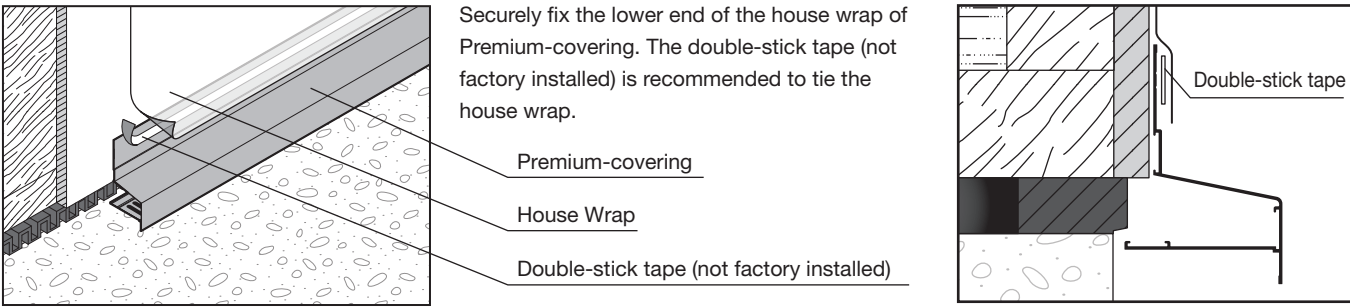 Securely fix the lower end of the house wrap of
Premium-covering. The double-stick tape (not
factory installed) is recommended to tie the
house wrap.
Premium-covering
House Wrap
Double-stick tape (not factory installed)
Double-stick tape